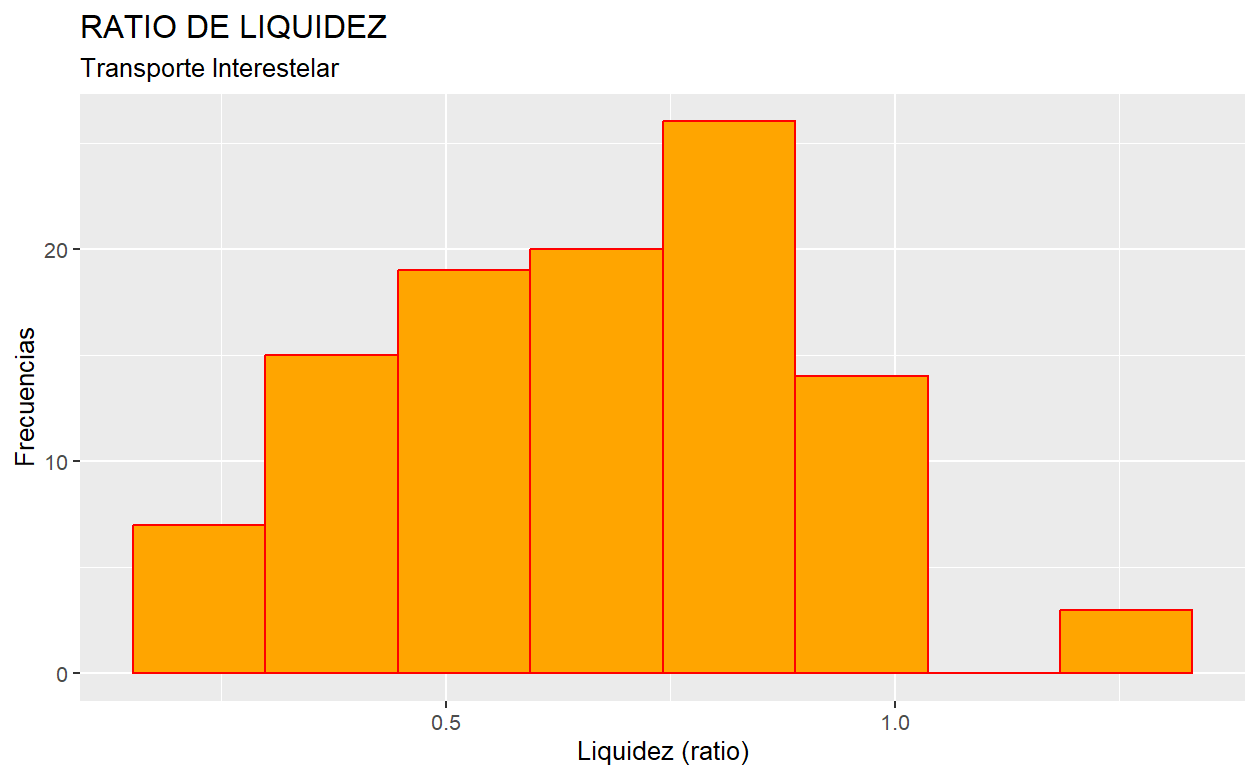 RATIO DE LIQUIDEZ
Transporte Interestelar
Frecuencias
20
10
0
0.5
1.0
Liquidez (ratio)